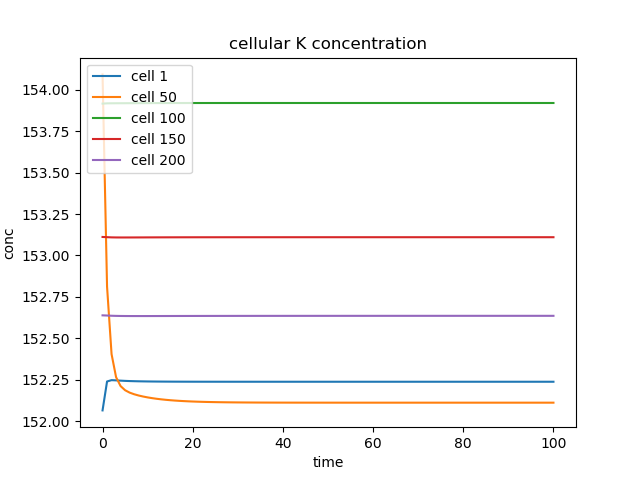 cellular K concentration
cell 1
cell 50
cell 100
cell 150
cell 200
conc
154.00
153.75
153.50
153.25
153.00
152.75
152.50
152.25
152.00
0 20 40 60 80 100
time